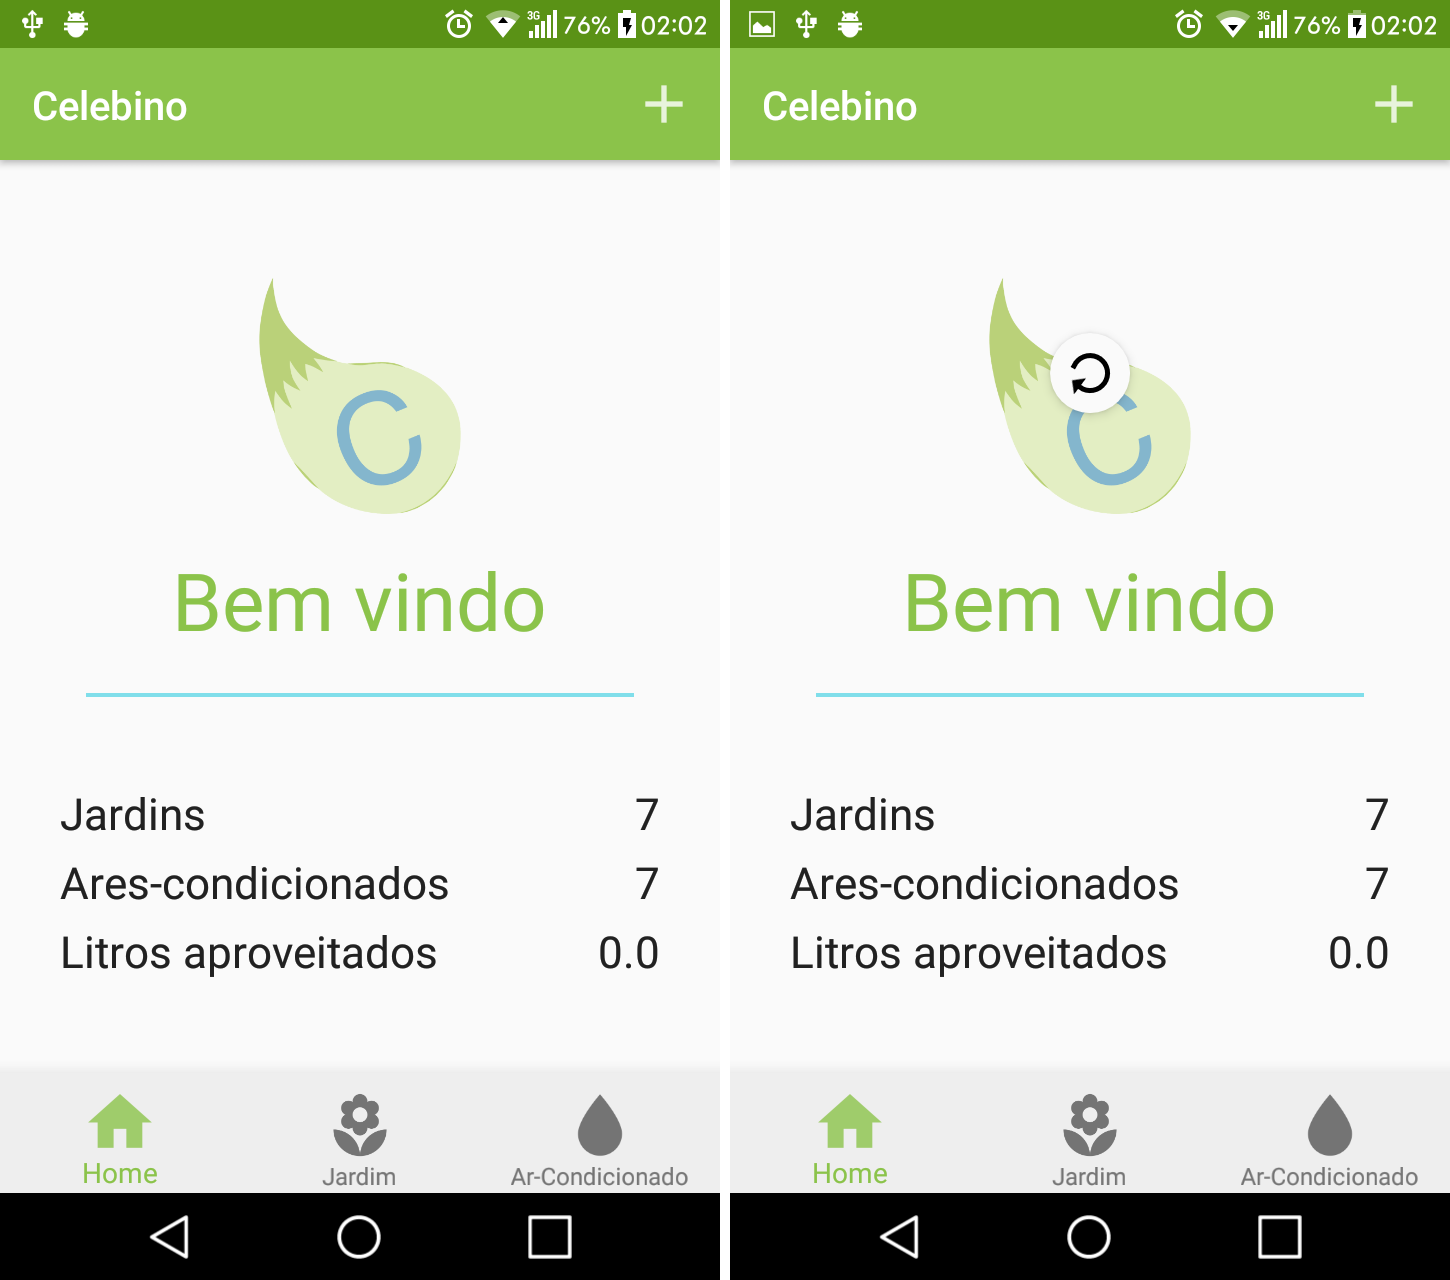 3G 76% 02:02
Celebino
C
Bem vindo
Jardins 7
Ares-condicionados 7
Litros aproveitados 0.0
Home Jardim Ar-Condicionado
3G 76% 02:02
Celebino
C
Bem vindo
Jardins 7
Ares-condicionados 7
Litros aproveitados 0.0
Home Jardim Ar-Condicionado